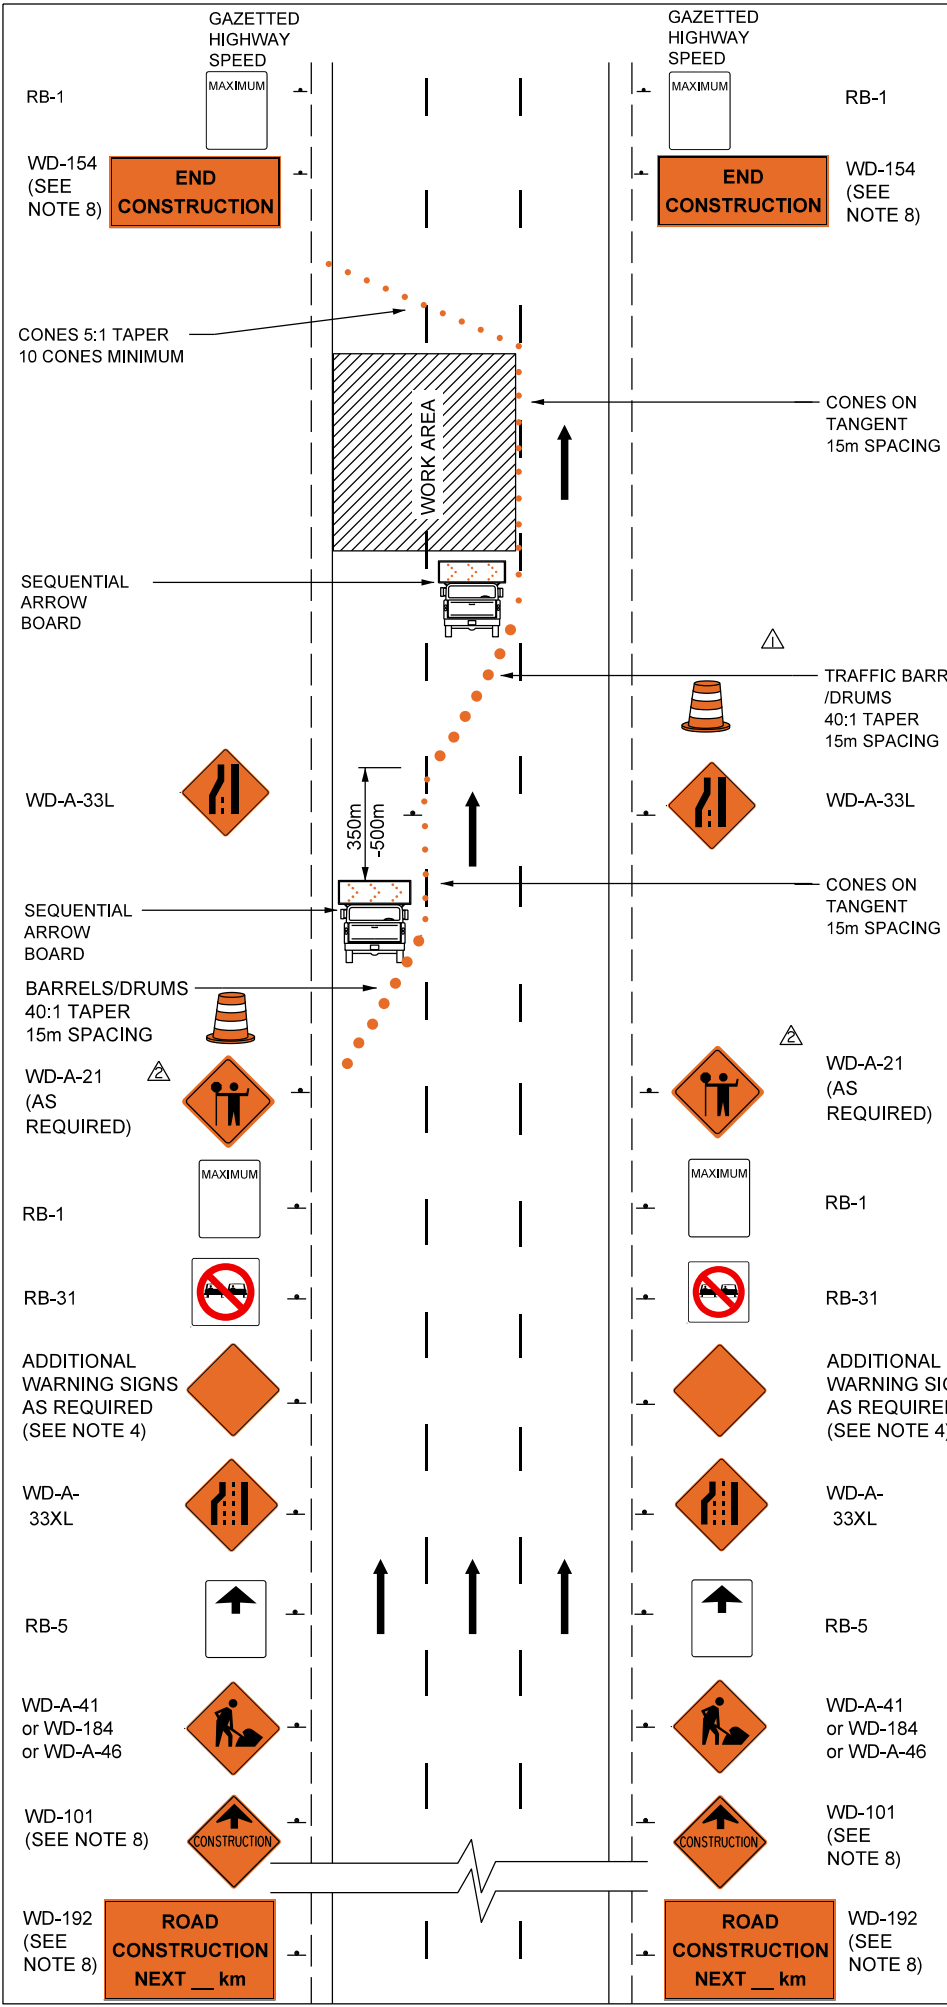 GAZETTED
HIGHWAY
SPEED
GAZETTED
HIGHWAY
SPEED
RB-1
MAXIMUM
MAXIMUM
RB-1
WD-154
(SEE
NOTE 8)
END
CONSTRUCTION
END
CONSTRUCTION
WD-154
(SEE
NOTE 8)
CONES 5:1 TAPER
10 CONES MINIMUM
WORK AREA
CONES ON
TANGENT
15m SPACING
SEQUENTIAL
ARROW
BOARD
1
TRAFFIC BARR
/DRUMS
40:1 TAPER
15m SPACING
WD-A-33L
350m
-500m
WD-A-33L
SEQUENTIAL
ARROW
BOARD
CONES ON
TANGENT
15m SPACING
BARRELS/DRUMS
40:1 TAPER
15m SPACING
WD-A-21
(AS
REQUIRED)
2
2
WD-A-21
(AS
REQUIRED)
RB-1
MAXIMUM
MAXIMUM
RB-1
RB-31
RB-31
ADDITIONAL
WARNING SIGNS
AS REQUIRED
(SEE NOTE 4)
ADDITIONAL
WARNING SIG
AS REQUIRED
(SEE NOTE 4)
WD-A-
33XL
WD-A-
33XL
RB-5
RB-5
WD-A-41
or WD-184
or WD-A-46
WD-A-41
or WD-184
or WD-A-46
WD-101
(SEE NOTE 8)
CONSTRUCTION
CONSTRUCTION
WD-101
(SEE
NOTE 8)
WD-192
(SEE
NOTE 8)
ROAD
CONSTRUCTION
NEXT __ km
ROAD
CONSTRUCTION
NEXT __ km
WD-192
(SEE
NOTE 8)